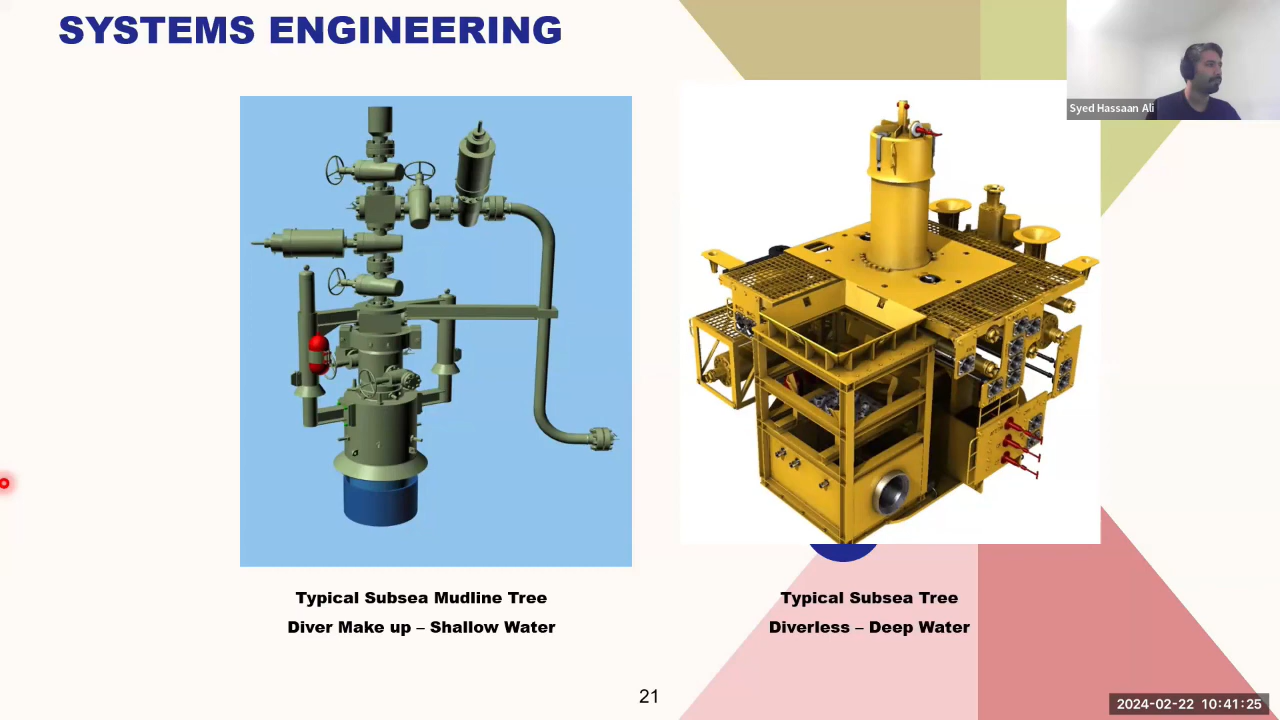 SYSTEMS ENGINEERING
Syed Hassaan Ali
Typical Subsea Mudline Tree
Diver Make up – Shallow Water
Typical Subsea Tree
Diverless – Deep Water
21
2024-02-22 10:41:25